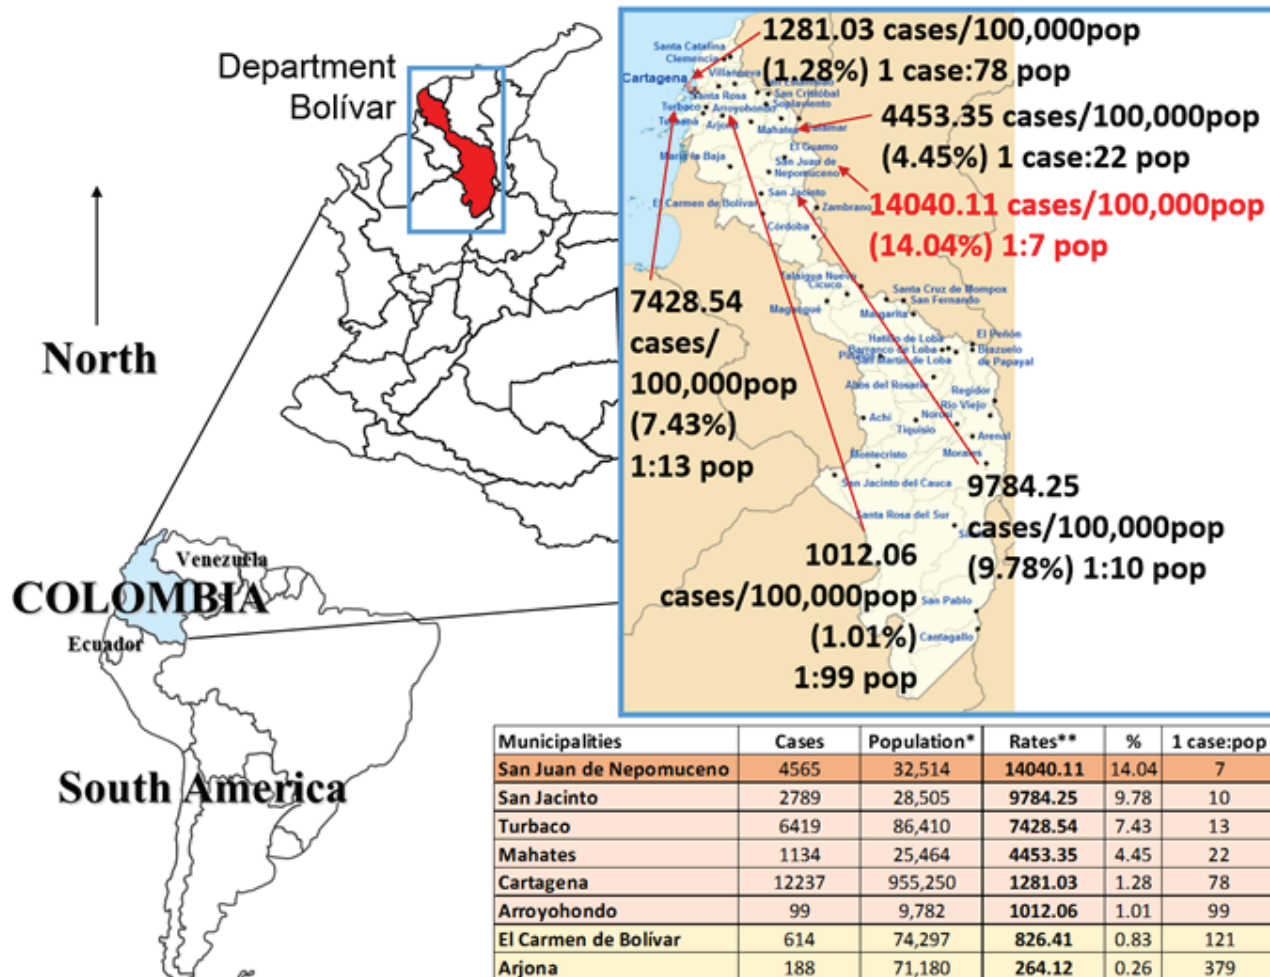 Department
Bolívar
North
Venezuela
COLOMBIA
Ecuador
South America
1281.03 cases/100,000pop
(1.28%) 1 case:78 pop
4453.35 cases/100,000pop
(4.45%) 1 case:22 pop
14040.11 cases/100,000pop
(14.04%) 1:7 pop
7428.54
cases/
100,000pop
(7.43%)
1:13 pop
9784.25
cases/100,000pop
(9.78%) 1:10 pop
1012.06
cases/100,000pop
(1.01%)
1:99 pop
Santa Catalina
Clemencia
Cartagena
Villanueva
Santa Rosa
San Cristóbal
Soplaviento
Turbaco
Arroyohondo
Arjona
Mahates
El Guamo
María la Baja
San Juan de
Nepomuceno
San Jacinto
El Carmen de Bolívar
Zambrano
Córdoba
Talaigua Nuevo
Cicuco
Santa Cruz de Mompox
San Fernando
Magangué
Margarita
Hatillo de Loba
El Peñón
Barranco de Loba
Brazuelo
de Papayal
San Martín de Loba
Altos del Rosario
Regidor
Río Viejo
Achi
Norosí
Tiquisio
Arenal
Montecristo
Morales
San Jacinto del Cauca
Santa Rosa del Sur
San Pablo
Cantagallo
Municipalities Cases Population* Rates** % 1 case:pop
San Juan de Nepomuceno 4565 32,514 14040.11 14.04 7
San Jacinto 2789 28,505 9784.25 9.78 10
Turbaco 6419 86,410 7428.54 7.43 13
Mahates 1134 25,464 4453.35 4.45 22
Cartagena 12237 955,250 1281.03 1.28 78
Arroyohondo 99 9,782 1012.06 1.01 99
El Carmen de Bolívar 614 74,297 826.41 0.83 121
Arjona 188 71,180 264.12 0.26 379